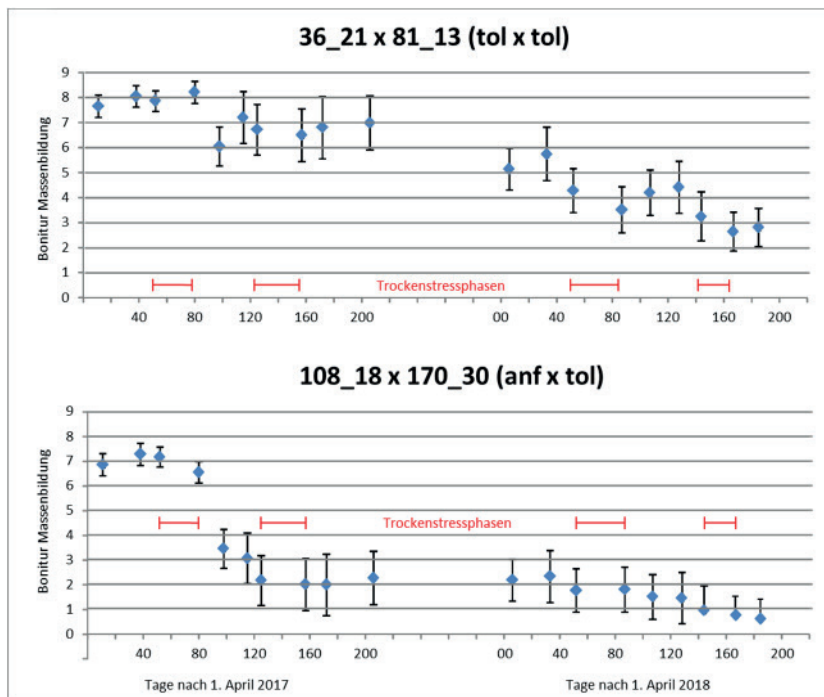 36_21 x 81_13 (tol x tol)
Bonitur Massenbildung
9
8
7
6
5
4
3
2
1
0
Trockenstressphasen
40 80 120 160 200 00 40 80 120 160 200
108_18 x 170_30 (anf x tol)
Bonitur Massenbildung
9
8
7
6
5
4
3
2
1
0
Trockenstressphasen
40 80 120 160 200 00 40 80 120 160 200
Tage nach 1. April 2017 Tage nach 1. April 2018